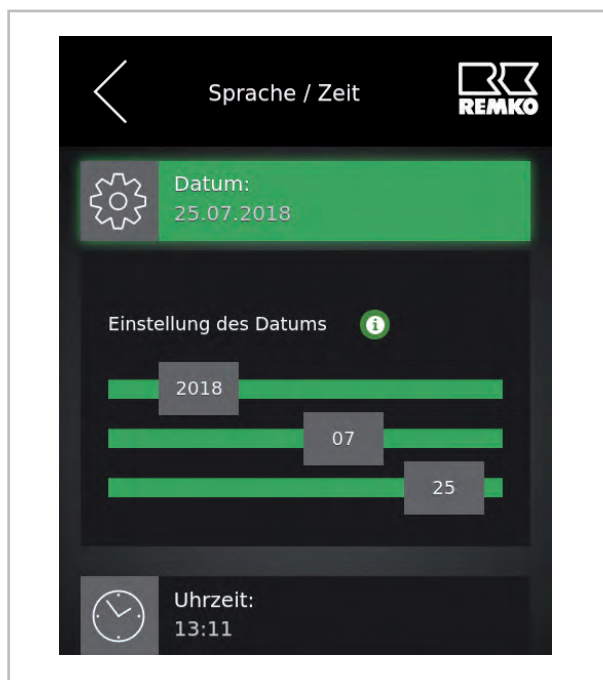 Sprache / Zeit
REMKO
Datum:
25.07.2018
Einstellung des Datums
2018
07
25
Uhrzeit:
13:11